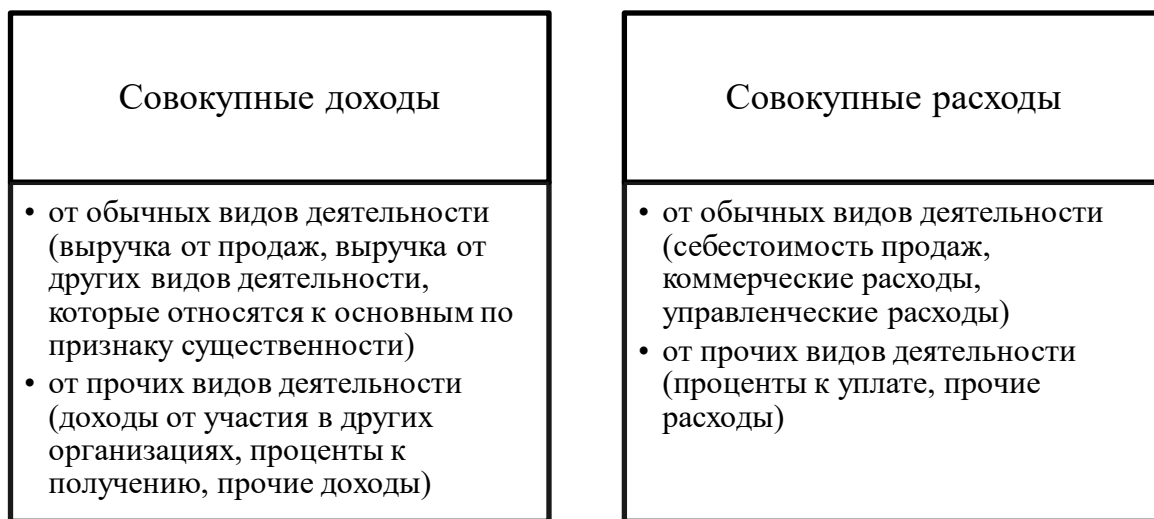 Совокупные доходы
• от обычных видов деятельности
(выручка от продаж, выручка от
других видов деятельности,
которые относятся к основным по
признаку существенности)
• от прочих видов деятельности
(доходы от участия в других
организациях, проценты к
получению, прочие доходы)
Совокупные расходы
• от обычных видов деятельности
(себестоимость продаж,
коммерческие расходы,
управленческие расходы)
• от прочих видов деятельности
(проценты к уплате, прочие
расходы)